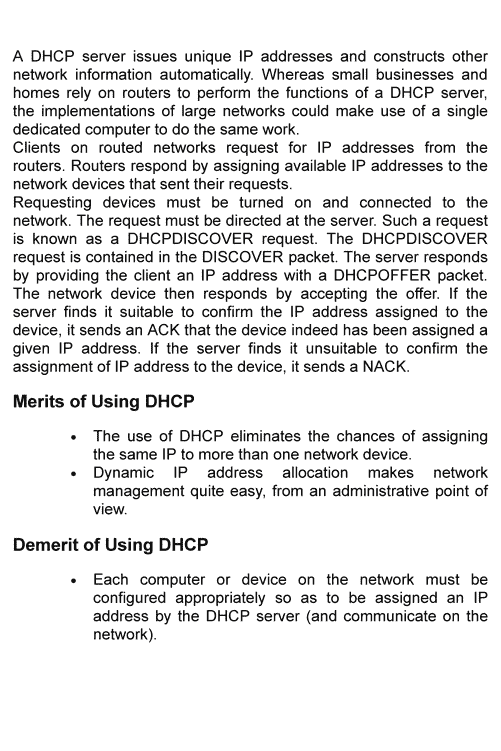 A DHCP server issues unique IP addresses and constructs other
network information automatically. Whereas small businesses and
homes rely on routers to perform the functions of a DHCP server,
the implementations of large networks could make use of a single
dedicated computer to do the same work.
Clients on routed networks request for IP addresses from the
routers. Routers respond by assigning available IP addresses to the
network devices that sent their requests.
Requesting devices must be turned on and connected to the
network. The request must be directed at the server. Such a request
is known as a DHCPDISCOVER request. The DHCPDISCOVER
request is contained in the DISCOVER packet. The server responds
by providing the client an IP address with a DHCPOFFER packet.
The network device then responds by accepting the offer. If the
server finds it suitable to confirm the IP address assigned to the
device, it sends an ACK that the device indeed has been assigned a
given IP address. If the server finds it unsuitable to confirm the
assignment of IP address to the device, it sends a NACK.
Merits of Using DHCP
• The use of DHCP eliminates the chances of assigning
the same IP to more than one network device.
• Dynamic IP address allocation makes network
management quite easy, from an administrative point of
view.
Demerit of Using DHCP
• Each computer or device on the network must be
configured appropriately so as to be assigned an IP
address by the DHCP server (and communicate on the
network).